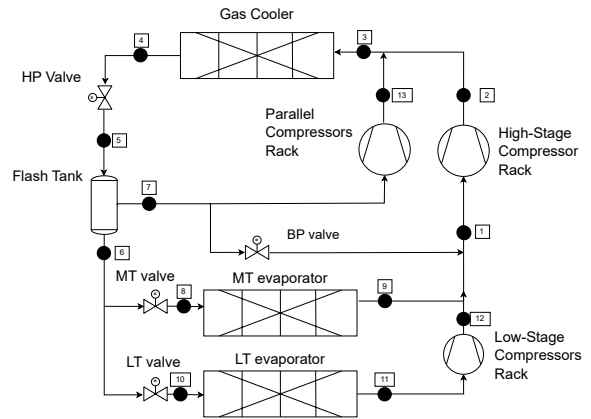 Gas Cooler
4
3
HP Valve
13
2
Parallel
Compressors
Rack
High-Stage
Compressor
Rack
5
Flash Tank
7
1
BP valve
6
MT valve
MT evaporator
8
9
12
LT valve
LT evaporator
Low-Stage
Compressors
Rack
10
11